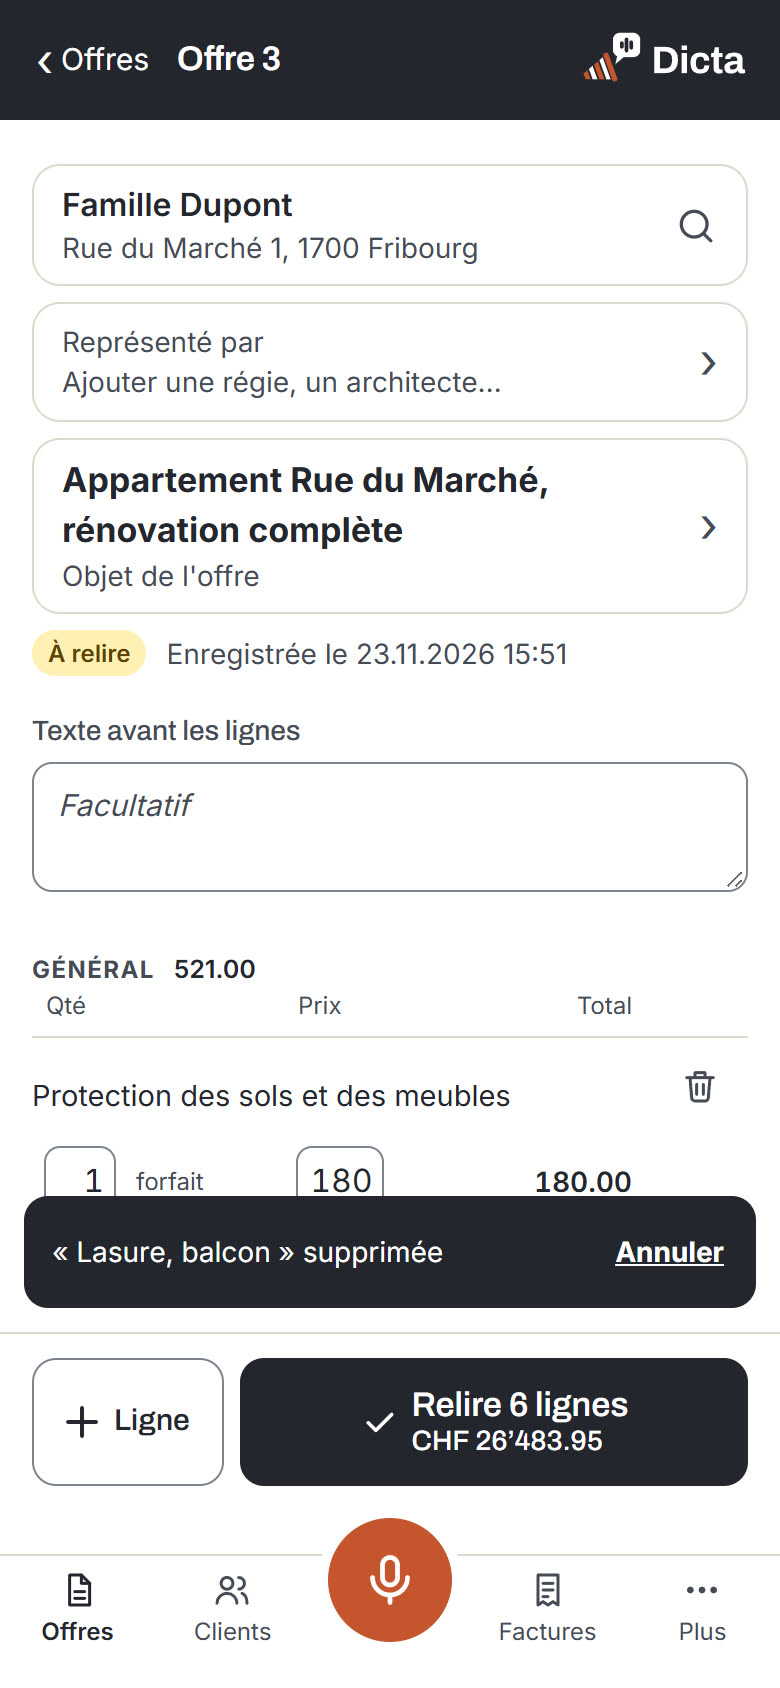 Offres Offre 3 Dicta
Famille Dupont
Rue du Marché 1, 1700 Fribourg
Représenté par
Ajouter une régie, un architecte...
Appartement Rue du Marché,
rénovation complète
Objet de l'offre
À relire Enregistrée le 23.11.2026 15:51
Texte avant les lignes
Facultatif
GÉNÉRAL 521.00
Qté Prix Total
Protection des sols et des meubles
1 forfait 180 180.00
« Lasure, balcon » supprimée Annuler
Ligne
Relire 6 lignes
CHF 26’483.95
Offres Clients Factures Plus